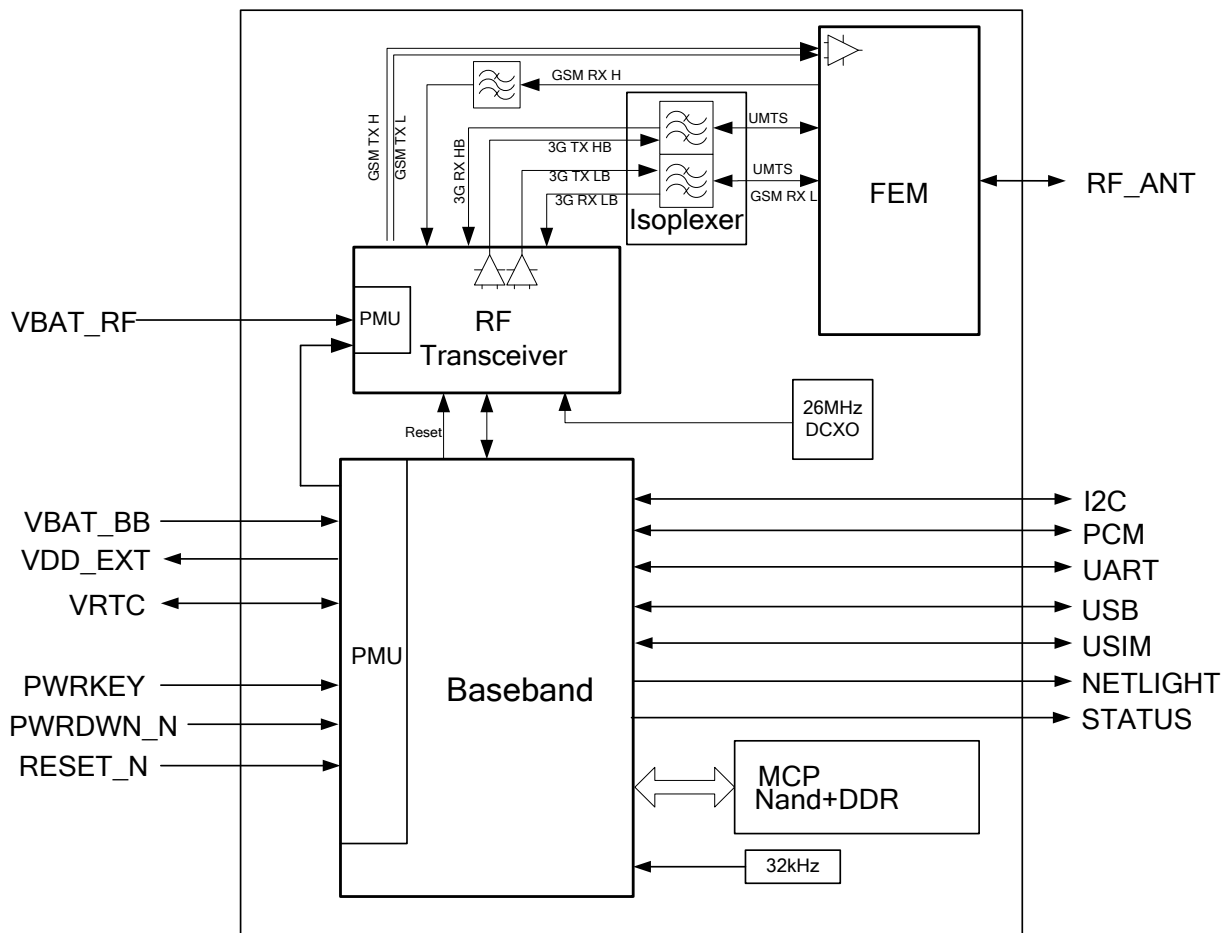 GSM TX H
GSM TX L
GSM RX H
3G RX HB
3G TX HB
3G TX LB
3G RX LB
UMTS
UMTS
GSM RX L
Isoplexer
FEM
RF_ANT
VBAT_RF
PMU
RF
Transceiver
26MHz
DCXO
Reset
VBAT_BB
VDD_EXT
VRTC
PWRKEY
PWRDWN_N
RESET_N
PMU
Baseband
I2C
PCM
UART
USB
USIM
NETLIGHT
STATUS
MCP
Nand+DDR
32kHz